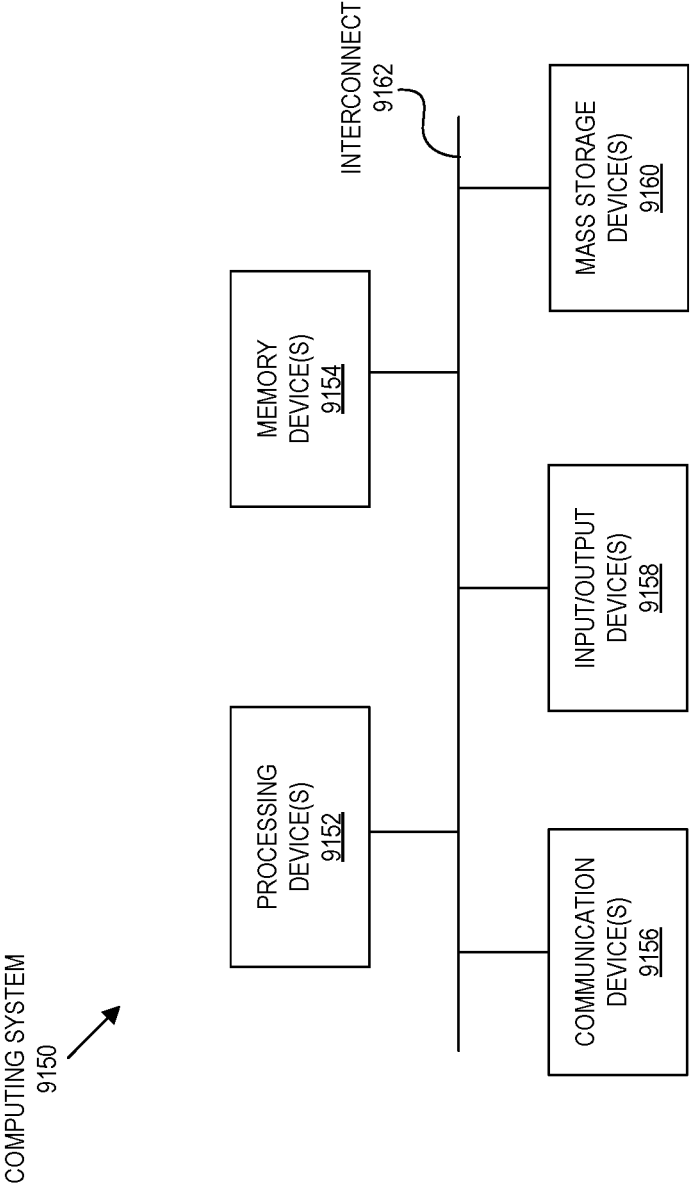 COMPUTING SYSTEM
9150
PROCESSING
DEVICE(S)
9152
MEMORY
DEVICE(S)
9154
INTERCONNECT
9162
COMMUNICATION
DEVICE(S)
9156
INPUT/OUTPUT
DEVICE(S)
9158
MASS STORAGE
DEVICE(S)
9160